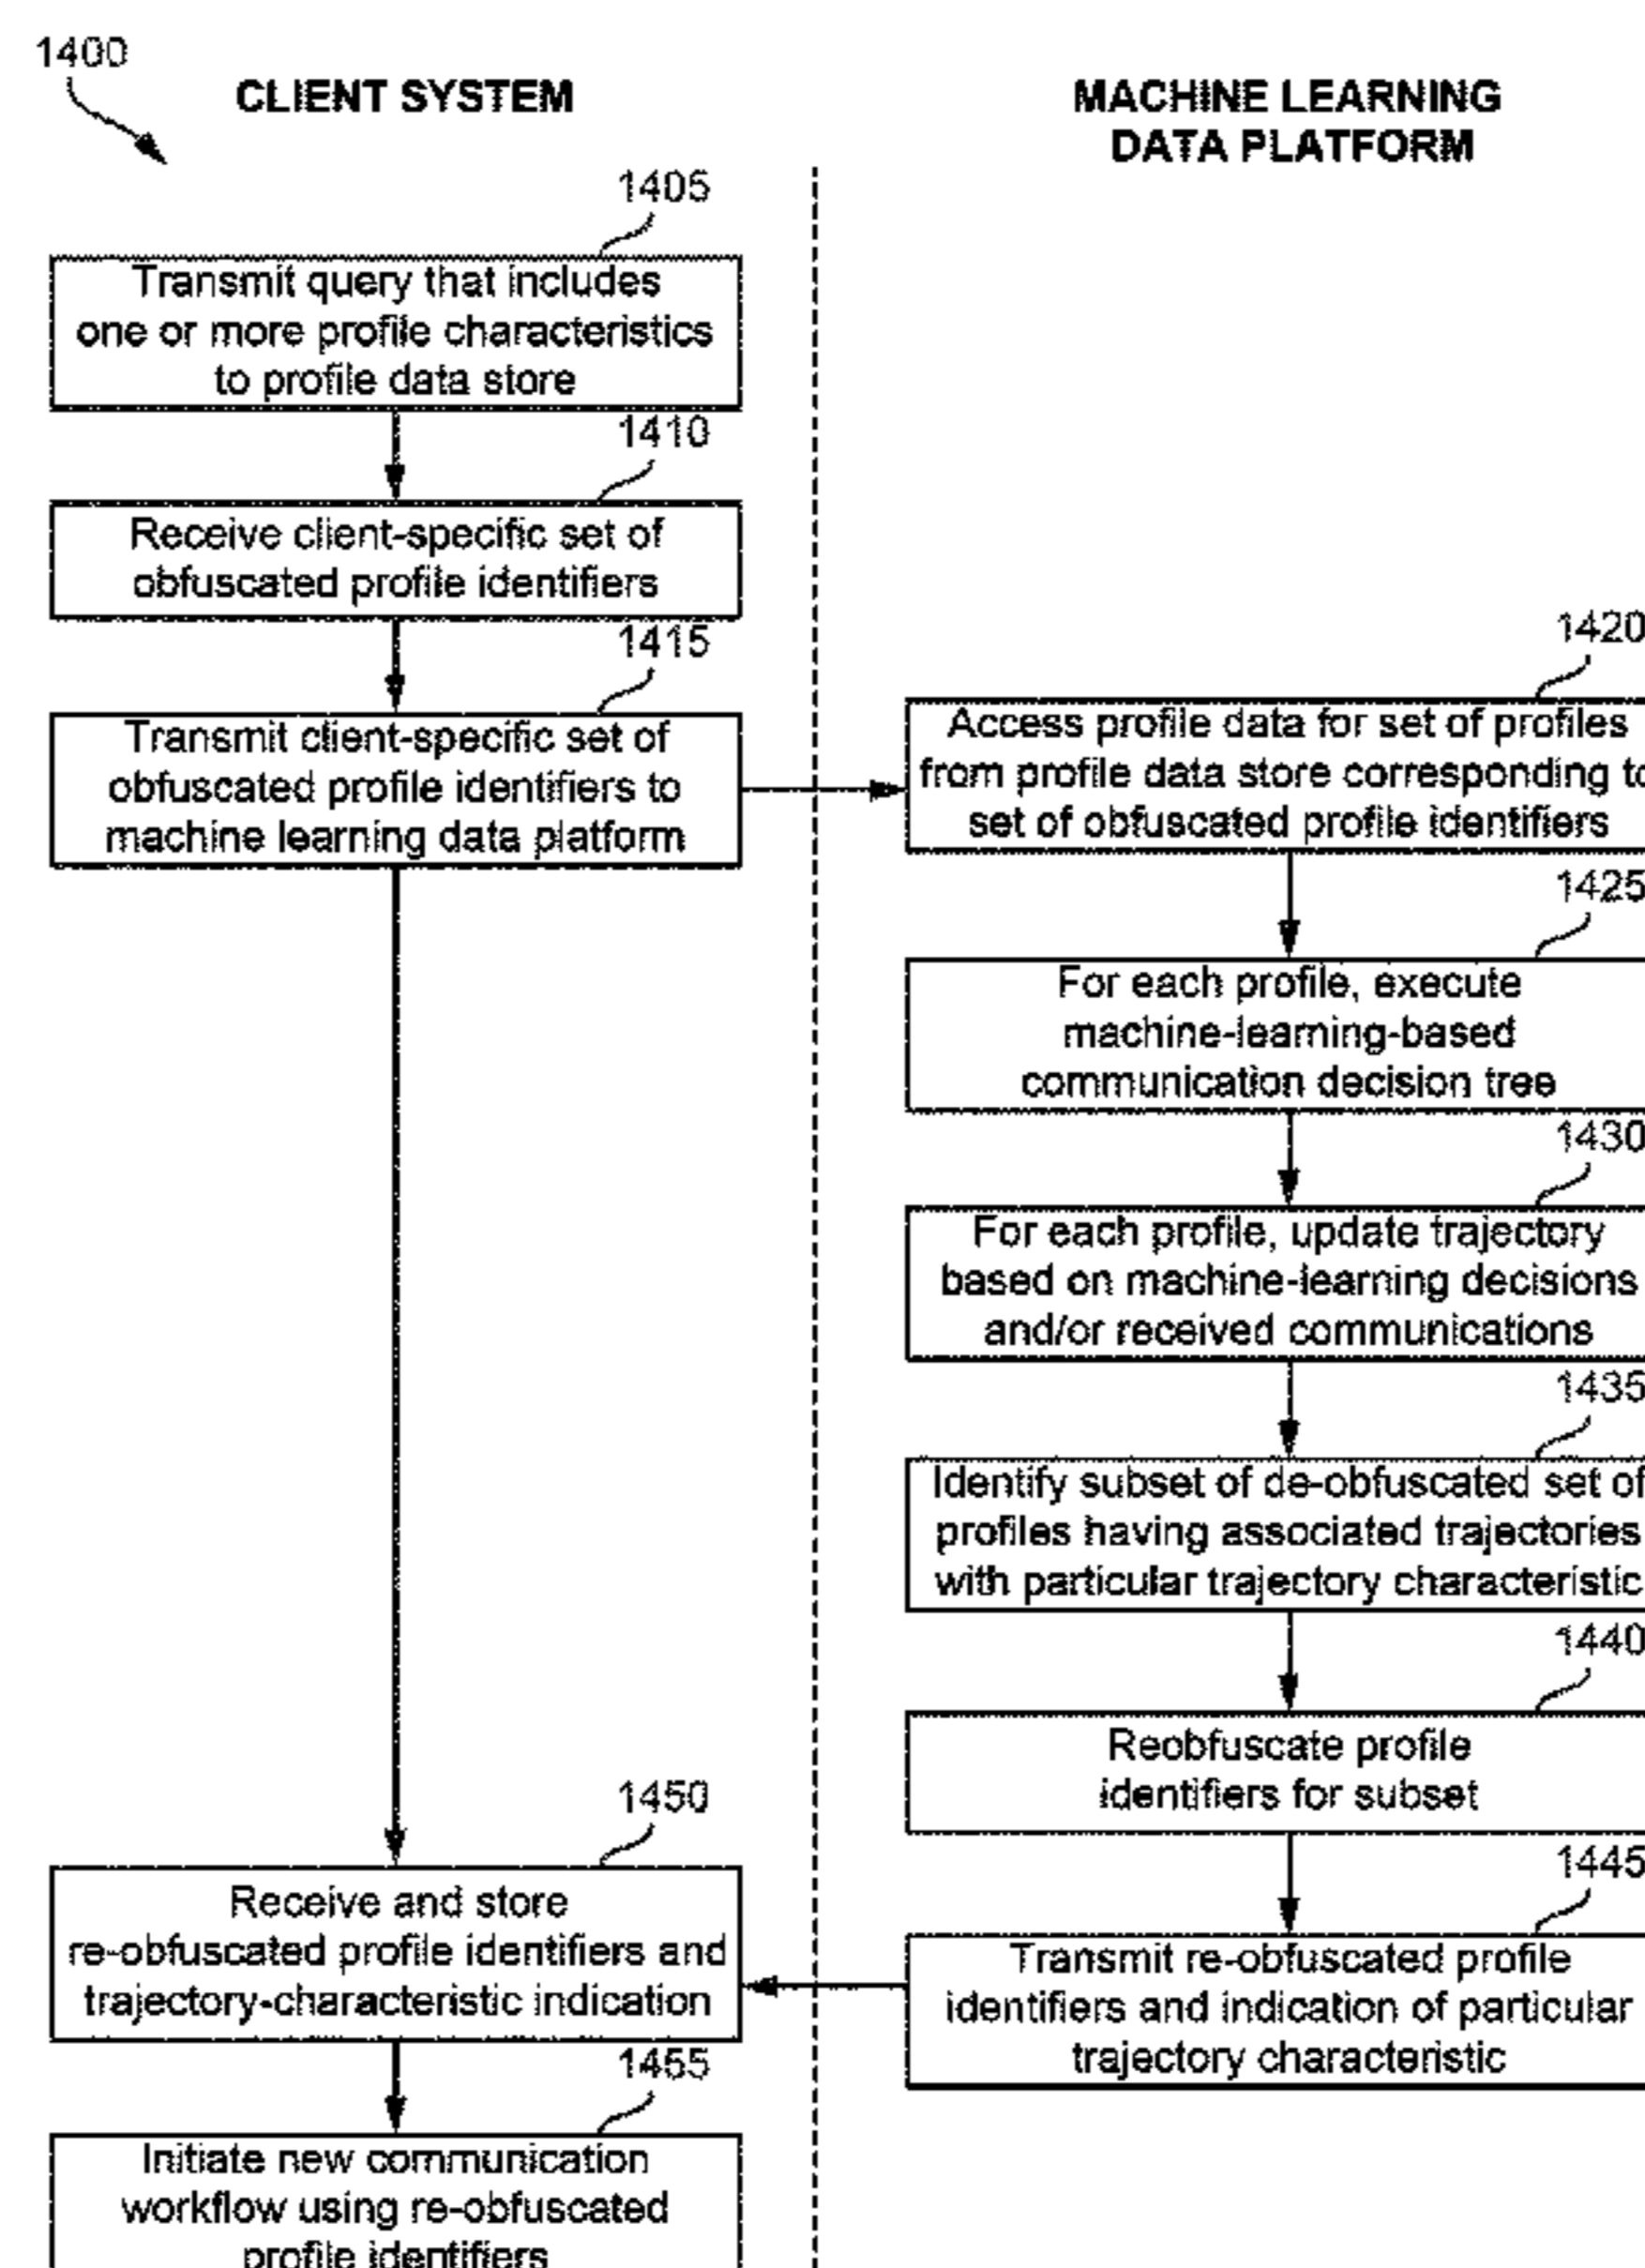 1400
CLIENT SYSTEM
MACHINE LEARNING
DATA PLATFORM
1405
Transmit query that includes
one or more profile characteristics
to profile data store
1410
Receive client-specific set of
obfuscated profile identifiers
1415
Transmit client-specific set of
obfuscated profile identifiers to
machine learning data platform
1420
Access profile data for set of profiles
from profile data store corresponding to
set of obfuscated profile identifiers
1425
For each profile, execute
machine-learning-based
communication decision tree
1430
For each profile, update trajectory
based on machine-learning decisions
and/or received communications
1435
Identify subset of de-obfuscated set of
profiles having associated trajectories
with particular trajectory characteristic
1440
Reobfuscate profile
identifiers for subset
1445
Transmit re-obfuscated profile
identifiers and indication of particular
trajectory characteristic
1450
Receive and store
re-obfuscated profile identifiers and
trajectory-characteristic indication
1455
Initiate new communication
workflow using re-obfuscated
profile identifiers